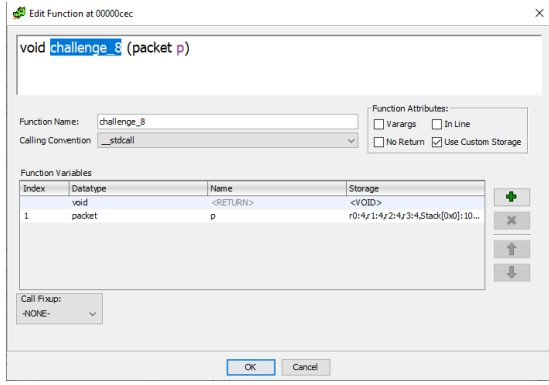 Edit Function at 00000cec
void challenge_8 (packet p)
Function Name: challenge_8
Calling Convention __stdcall
Function Attributes:
Varargs In Line
No Return Use Custom Storage
Function Variables
Index Datatype Name Storage
void <RETURN> <VOID>
1 packet p r0:4,r1:4,r2:4,r3:4,Stack[0x0]:10...
Call Fixup:
-NONE-
OK Cancel